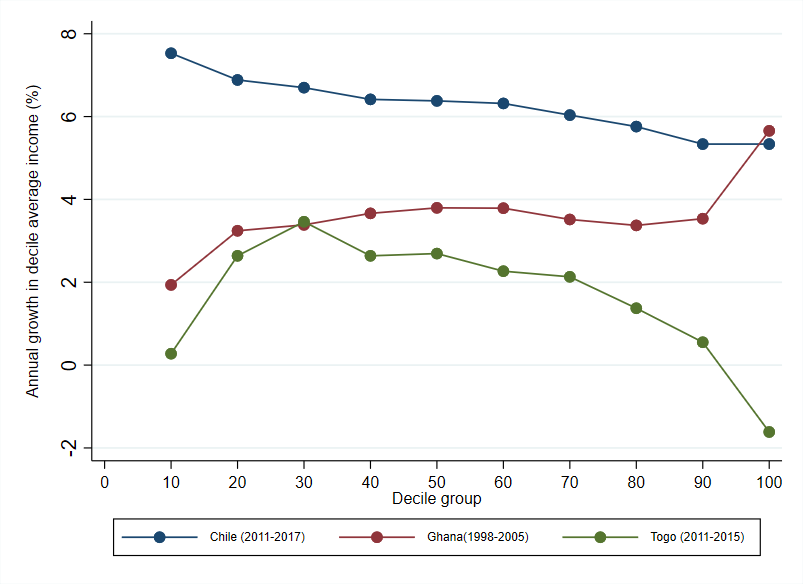 Annual growth in decile average income (%)
8
6
4
2
0
-2
0 10 20 30 40 50 60 70 80 90 100
Decile group
Chile (2011-2017) Ghana(1998-2005) Togo (2011-2015)